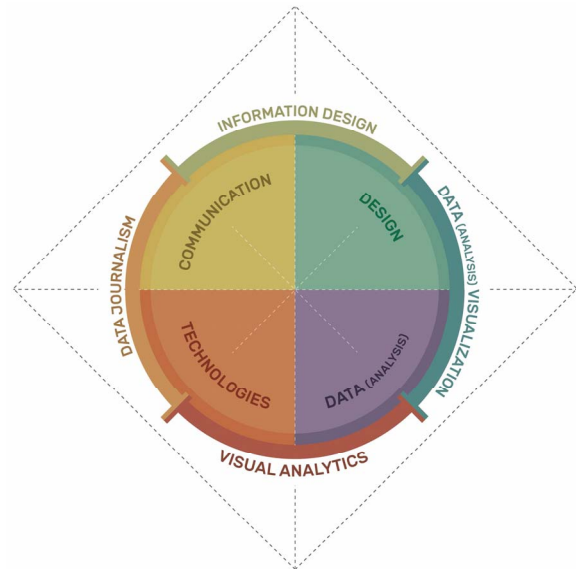 INFORMATION DESIGN
COMMUNICATION
DESIGN
DATA JOURNALISM
DATA (ANALYSIS) VISUALIZATION
TECHNOLOGIES
DATA (ANALYSIS)
VISUAL ANALYTICS